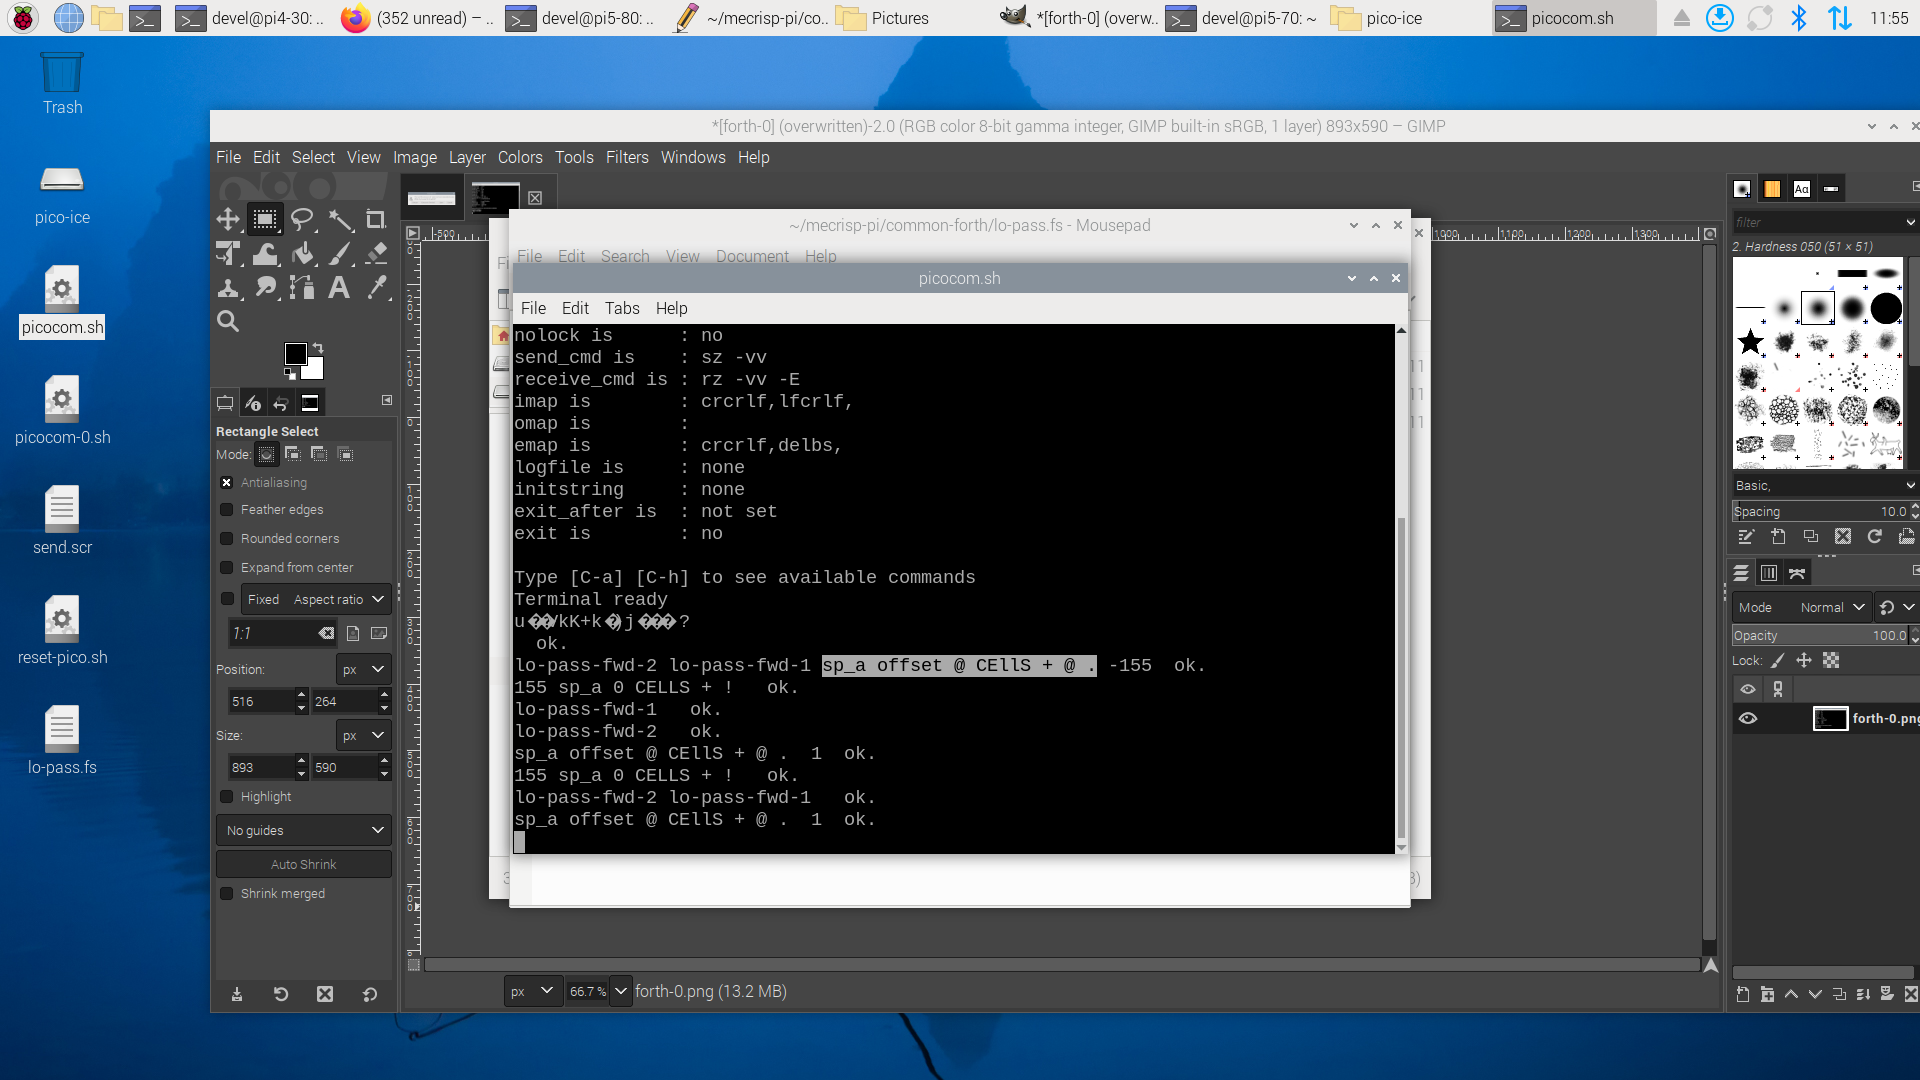 devel@pi4-30: ..
(352 unread) – ..
devel@pi5-80: ..
~/mecrisp-pi/co..
Pictures
*[forth-0] (overw..
devel@pi5-70: ~
pico-ice
picocom.sh
11:55
Trash
pico-ice
picocom.sh
picocom-0.sh
send.scr
reset-pico.sh
lo-pass.fs
*[forth-0] (overwritten)-2.0 (RGB color 8-bit gamma integer, GIMP built-in sRGB, 1 layer) 893x590 – GIMP
File Edit Select View Image Layer Colors Tools Filters Windows Help
Rectangle Select
Mode:
Antialiasing
Feather edges
Rounded corners
Expand from center
Fixed Aspect ratio
1:1
Position: px
516 264
Size: px
893 590
Highlight
No guides
Auto Shrink
Shrink merged
-500
1000 1100 1200 1300
~/mecrisp-pi/common-forth/lo-pass.fs - Mousepad
File Edit Search View Document Help
picocom.sh
File Edit Tabs Help
nolock is : no
send_cmd is : sz -vv
receive_cmd is : rz -vv -E
imap is : crcrlf,lfcrlf,
omap is :
emap is : crcrlf,delbs,
logfile is : none
initstring : none
exit_after is : not set
exit is : no
Type [C-a] [C-h] to see available commands
Terminal ready
u��VkK+k�)j���?
ok.
lo-pass-fwd-2 lo-pass-fwd-1 sp_a offset @ CEllS + @ . -155 ok.
155 sp_a 0 CELLS + ! ok.
lo-pass-fwd-1 ok.
lo-pass-fwd-2 ok.
sp_a offset @ CEllS + @ . 1 ok.
155 sp_a 0 CELLS + ! ok.
lo-pass-fwd-2 lo-pass-fwd-1 ok.
sp_a offset @ CEllS + @ . 1 ok.
px 66.7 % forth-0.png (13.2 MB)
filter
2. Hardness 050 (51 × 51)
Basic,
Spacing 10.0
Mode Normal
Opacity 100.0
Lock:
forth-0.png